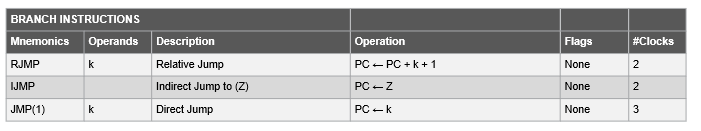 BRANCH INSTRUCTIONS
Mnemonics Operands Description Operation Flags #Clocks
RJMP k Relative Jump PC ← PC + k + 1 None 2
IJMP Indirect Jump to (Z) PC ← Z None 2
JMP(1) k Direct Jump PC ← k None 3